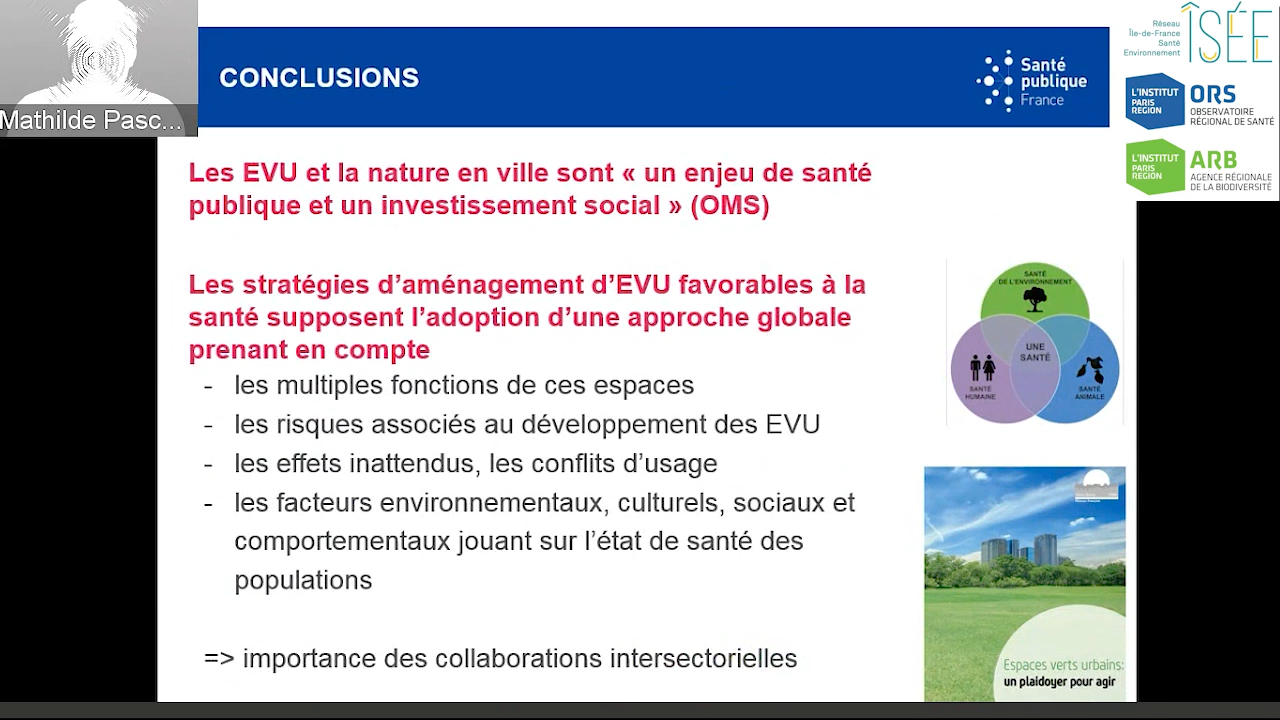 Mathilde Pasc...
CONCLUSIONS
Santé
publique
France
Réseau
Île-de-France
Santé
Environnement
ÎSÉE
L'INSTITUT
PARIS
REGION
ORS
OBSERVATOIRE
RÉGIONAL DE SANTÉ
L'INSTITUT
PARIS
REGION
ARB
AGENCE RÉGIONALE
DE LA BIODIVERSITÉ
Les EVU et la nature en ville sont « un enjeu de santé
publique et un investissement social » (OMS)
Les stratégies d'aménagement d'EVU favorables à la
santé supposent l'adoption d'une approche globale
prenant en compte
- les multiples fonctions de ces espaces
- les risques associés au développement des EVU
- les effets inattendus, les conflits d'usage
- les facteurs environnementaux, culturels, sociaux et
comportementaux jouant sur l'état de santé des
populations
=> importance des collaborations intersectorielles
SANTÉ
DE L'ENVIRONNEMENT
UNE
SANTÉ
SANTÉ
HUMAINE
SANTÉ
ANIMALE
Espaces verts urbains:
un plaidoyer pour agir